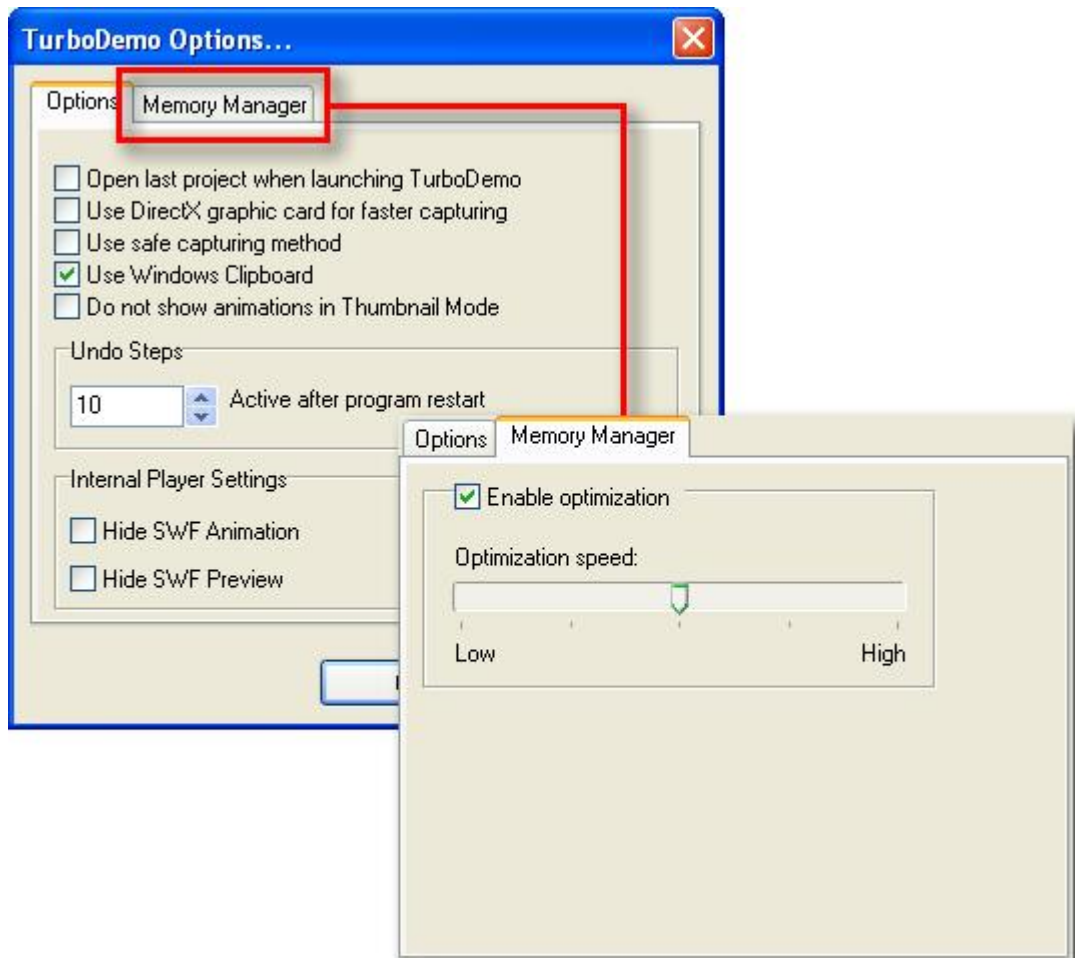 TurboDemo Options...
Options
Memory Manager
Open last project when launching TurboDemo
Use DirectX graphic card for faster capturing
Use safe capturing method
Use Windows Clipboard
Do not show animations in Thumbnail Mode
Undo Steps
10 Active after program restart
Internal Player Settings
Hide SWF Animation
Hide SWF Preview
Options
Memory Manager
Enable optimization
Optimization speed:
Low High